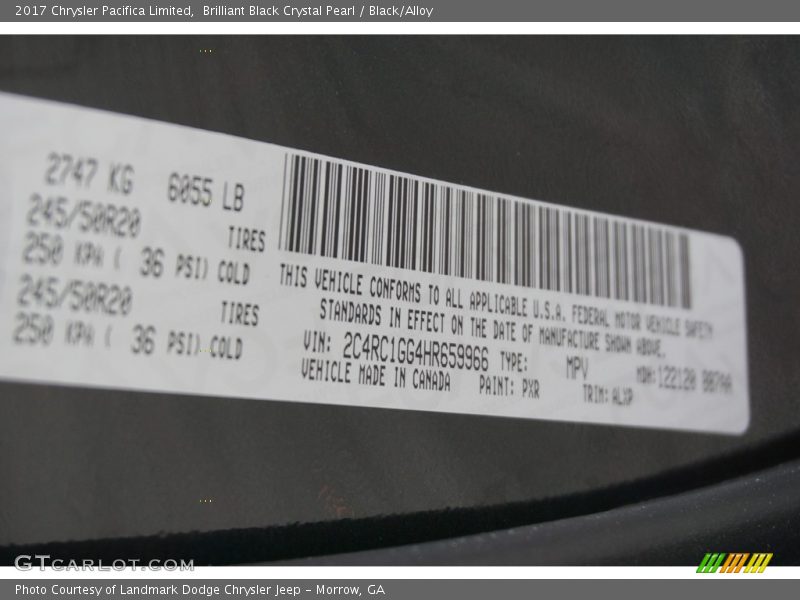 2017 Chrysler Pacifica Limited,  Brilliant Black Crystal Pearl / Black/Alloy
2747 KG 6055 LB
245/50R20 TIRES
250 KPA ( 36 PSI) COLD
245/50R20 TIRES
250 KPA ( 36 PSI) COLD
THIS VEHICLE CONFORMS TO ALL APPLICABLE U.S.A. FEDERAL MOTOR VEHICLE SAFETY
STANDARDS IN EFFECT ON THE DATE OF MANUFACTURE SHOWN ABOVE.
VIN: 2C4RC1GG4HR659966 TYPE: MPV MDH: 122120
VEHICLE MADE IN CANADA PAINT: PXR TRIM: ALXP
GTCARLOT.COM
Photo Courtesy of Landmark Dodge Chrysler Jeep – Morrow, GA